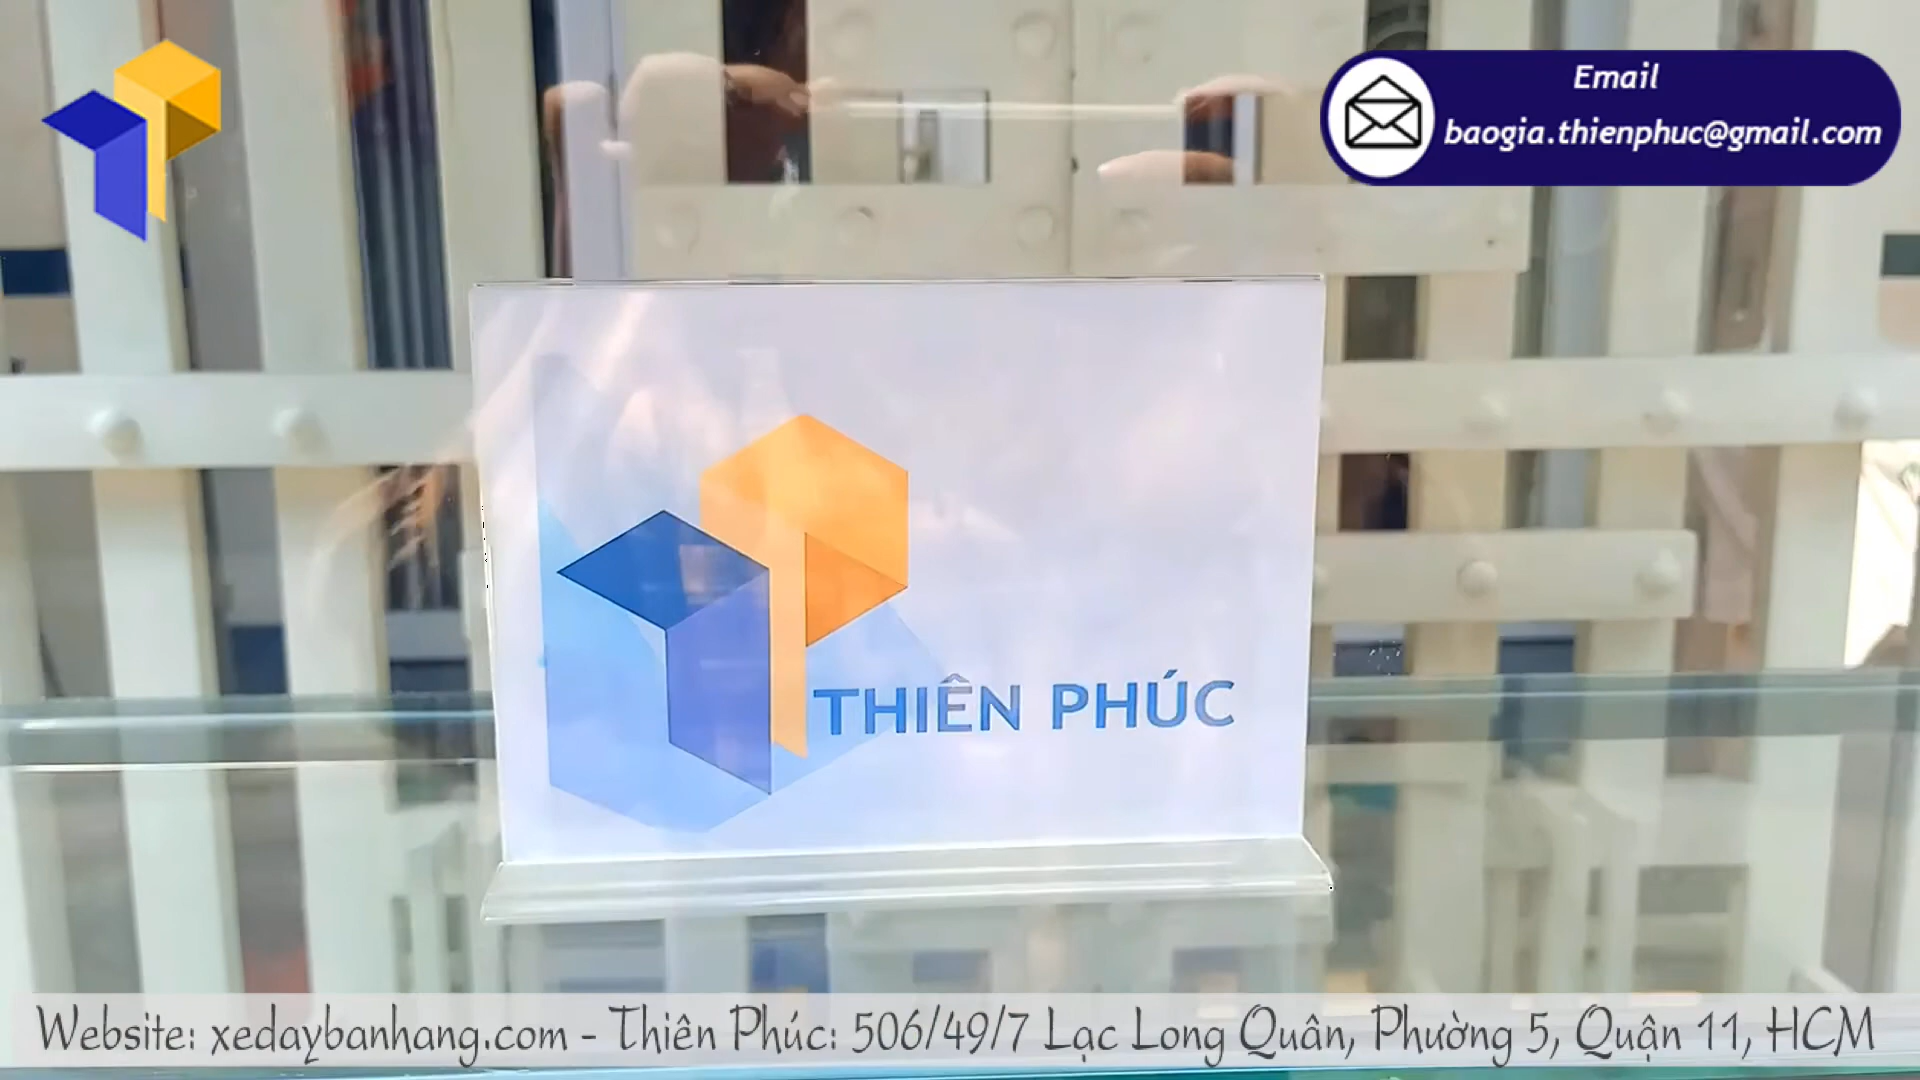 Email
baogia.thienphuc@gmail.com
THIÊN PHÚC
Website: xedaybanhang.com - Thiên Phúc: 506/49/7 Lạc Long Quân, Phường 5, Quận 11, HCM